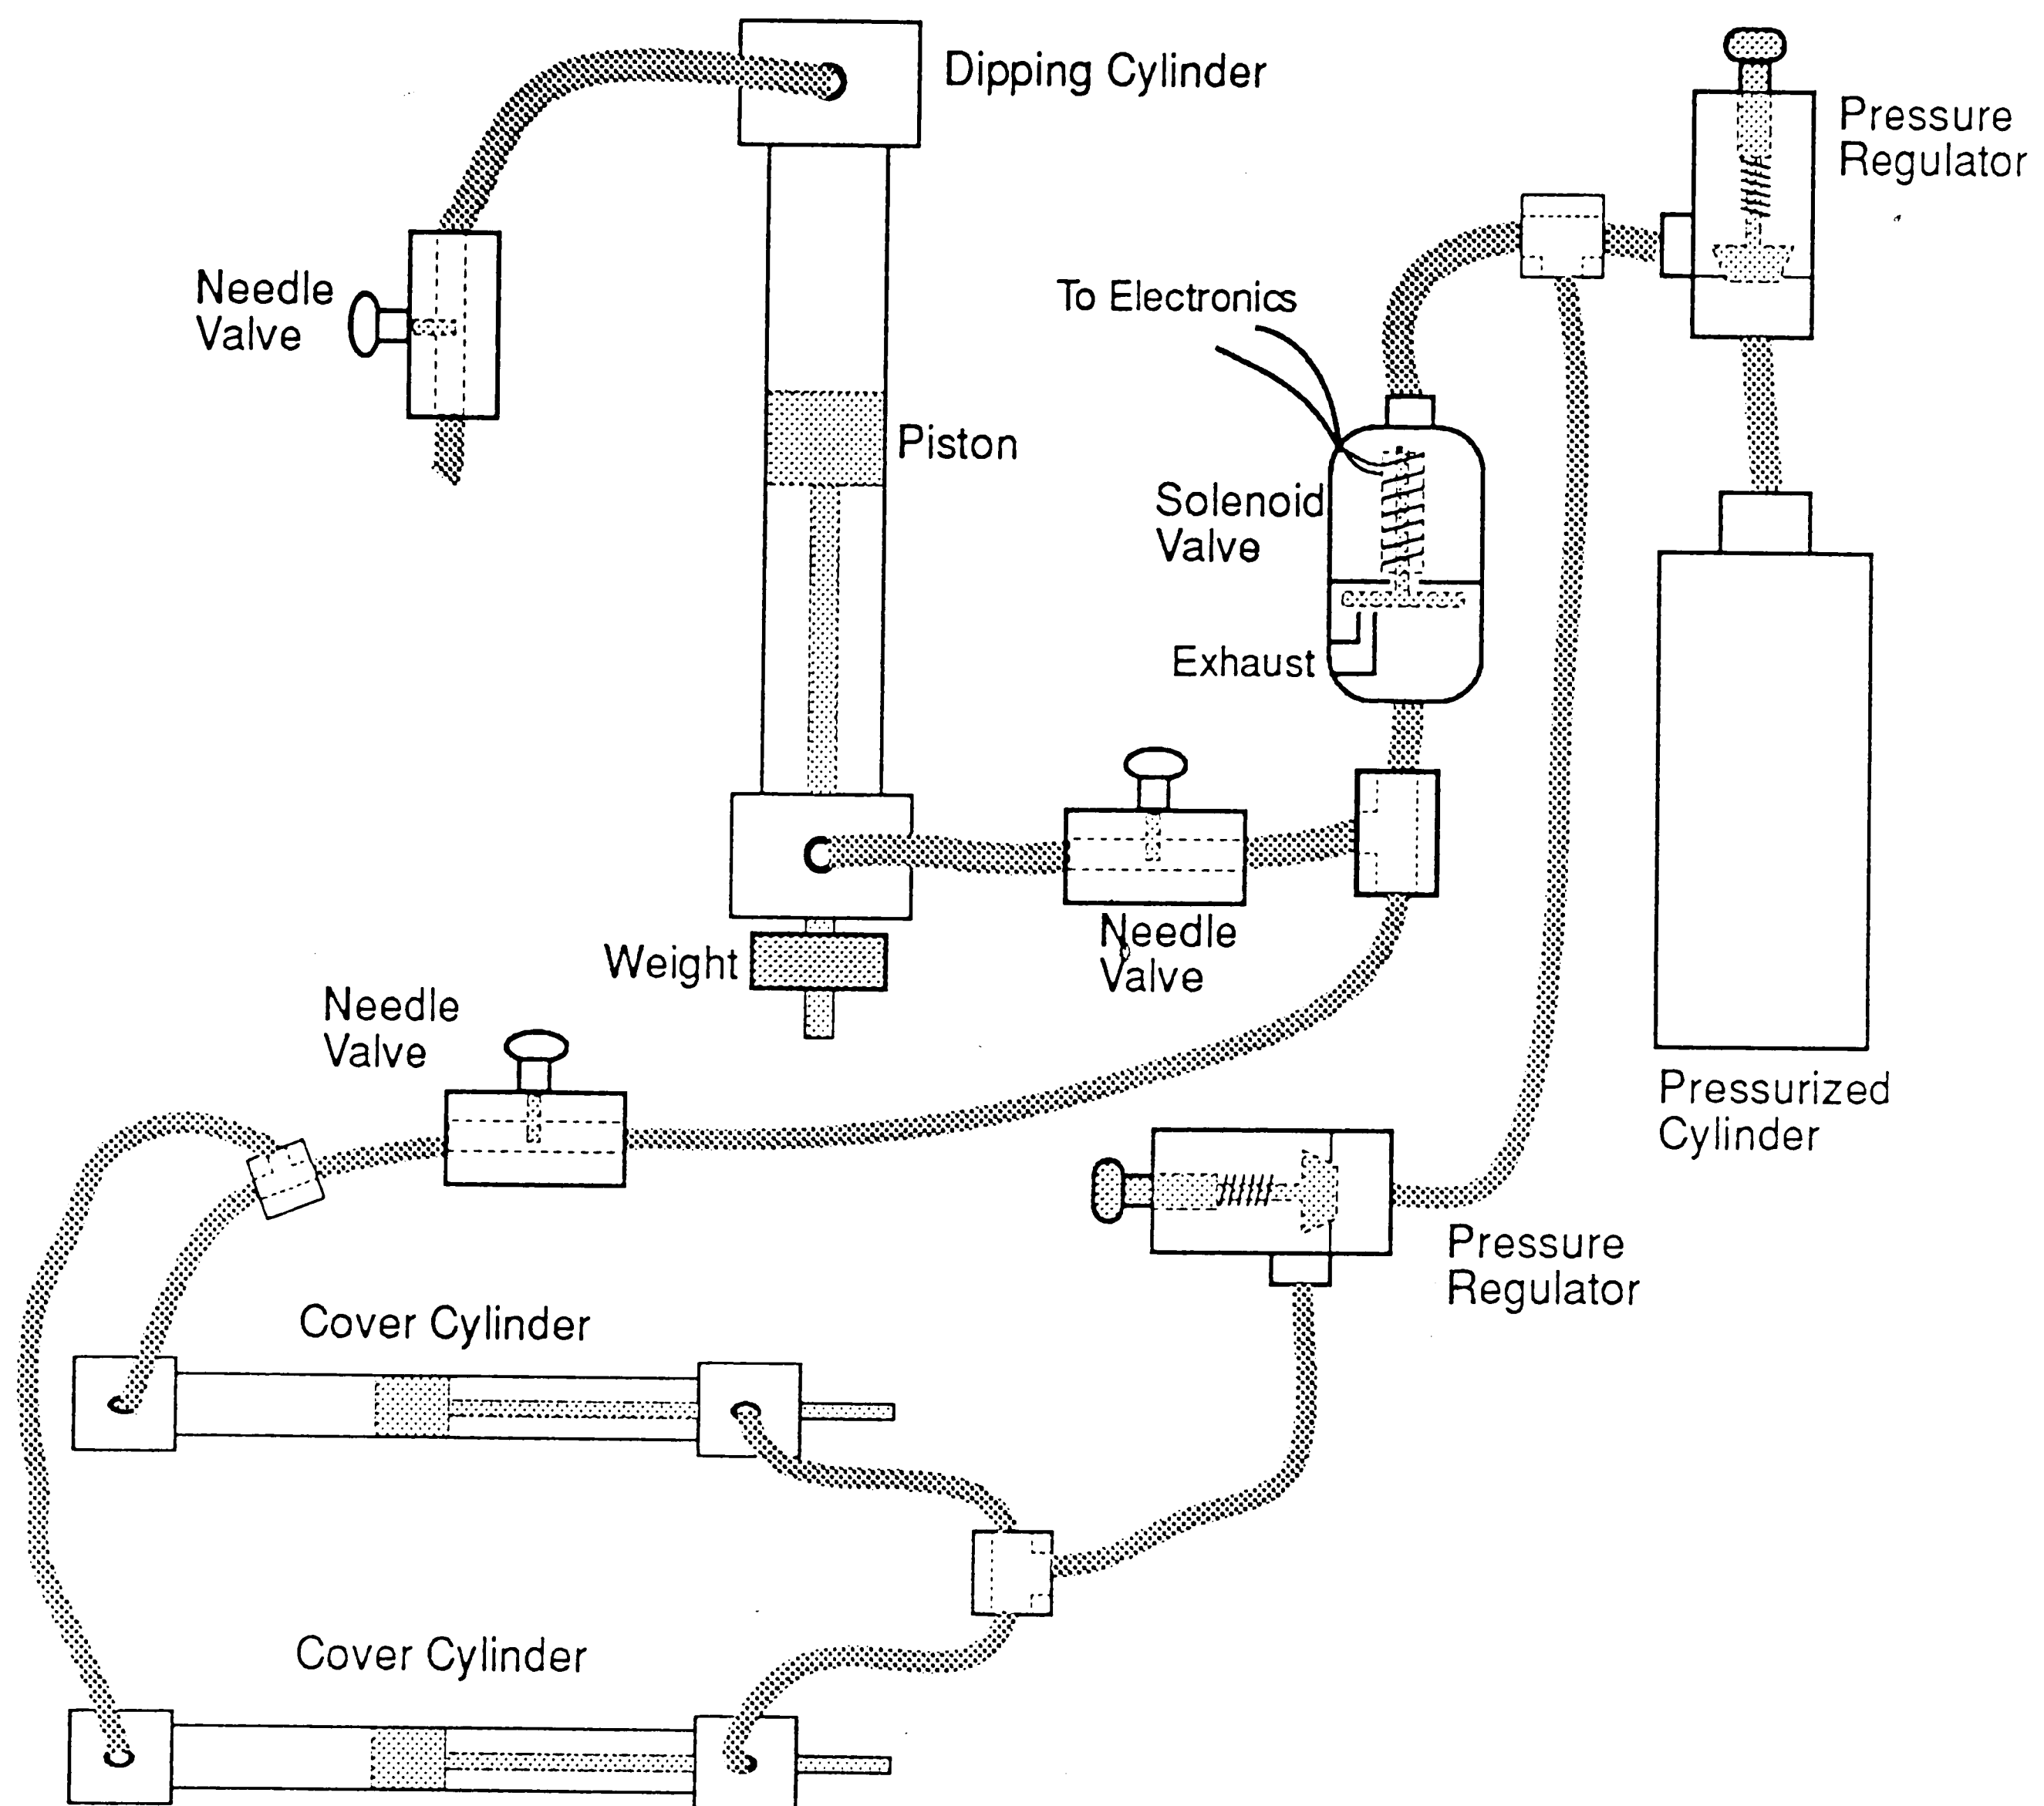 Dipping Cylinder
Pressure
Regulator
Needle
Valve
To Electronics
Piston
Solenoid
Valve
Exhaust
Needle
Valve
Weight
Needle
Valve
Pressurized
Cylinder
Pressure
Regulator
Cover Cylinder
Cover Cylinder